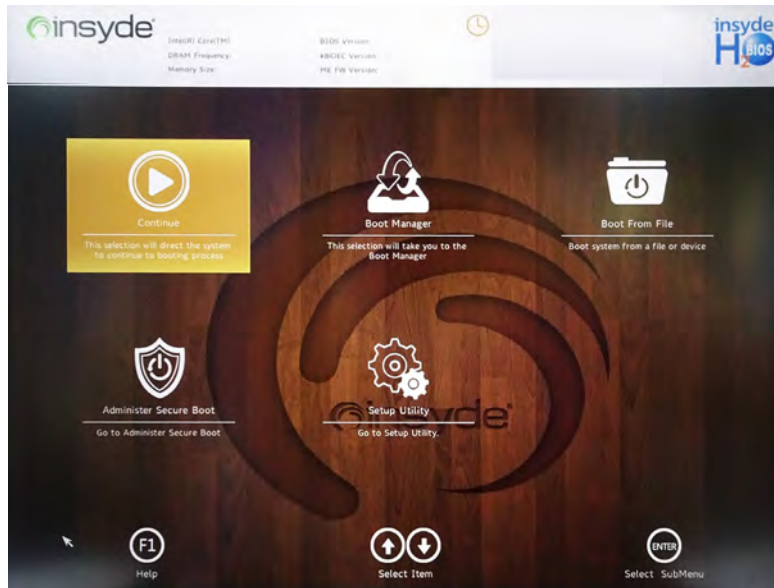 insyde
Intel(R) Core(TM)
DRAM Frequency:
Memory Size:
BIOS Version:
KBC/EC Version:
ME FW Version:
insyde
H2O
BIOS
Continue
This selection will direct the system
to continue to booting process
Boot Manager
This selection will take you to the
Boot Manager
Boot From File
Boot system from a file or device
Administer Secure Boot
Go to Administer Secure Boot
Setup Utility
Go to Setup Utility.
insyde
F1
Help
Select Item
ENTER
Select SubMenu